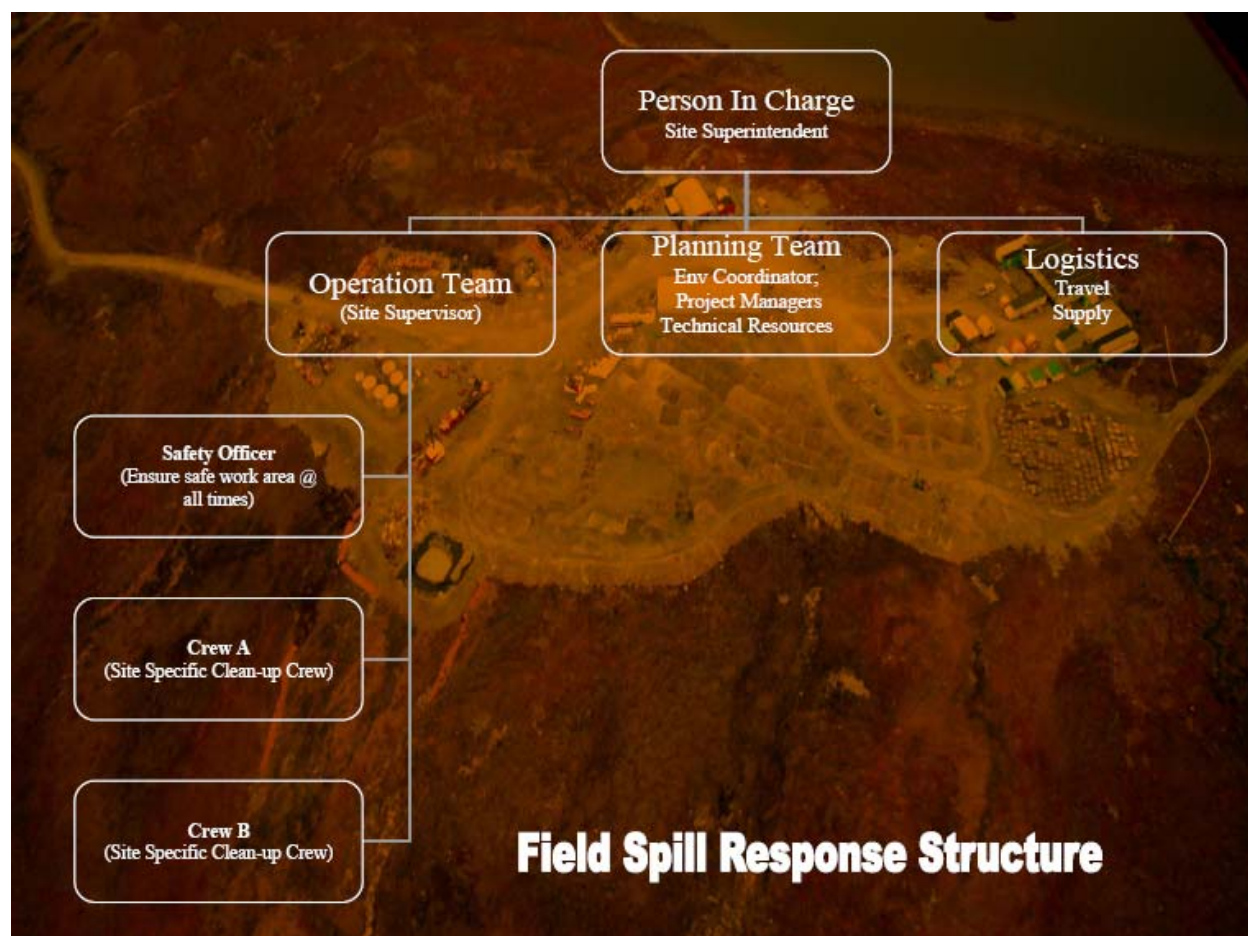 Person In Charge
Site Superintendent
Operation Team
(Site Supervisor)
Planning Team
Env Coordinator;
Project Managers
Technical Resources
Logistics
Travel
Supply
Safety Officer
(Ensure safe work area @
all times)
Crew A
(Site Specific Clean-up Crew)
Crew B
(Site Specific Clean-up Crew)
Field Spill Response Structure